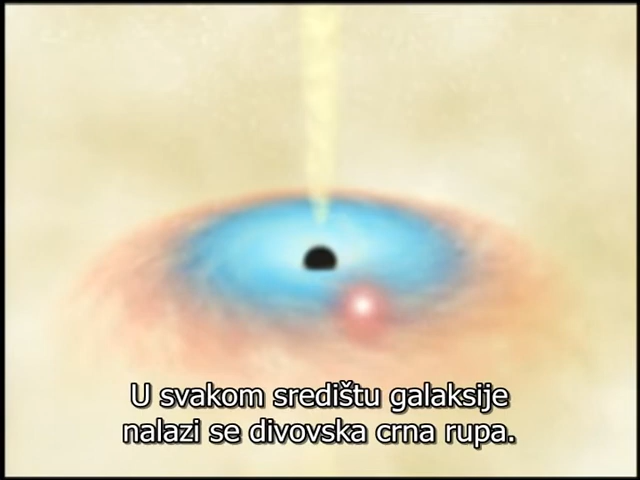 U svakom središtu galaksije
nalazi se divovska crna rupa.